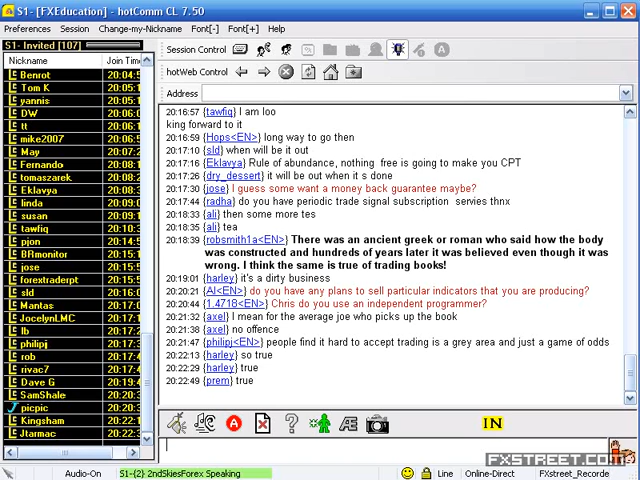 S1- [FXEducation] - hotComm CL 7.50
Preferences Session Change-my-Nickname Font[-] Font[+] Help
S1- Invited [107]
Session Control
hotWeb Control
Address
Nickname Join Time
Benrot 20:04:5
Tom K 20:05:1
yannis 20:05:1
DW 20:06:0
tt 20:06:0
mike2007 20:06:1
May 20:07:1
Fernando 20:07:1
tomaszarek 20:07:1
Eklavya 20:07:1
linda 20:07:1
susan 20:07:1
tawfiq 20:10:3
pjon 20:14:5
BRmonitor 20:17:3
jose 20:17:3
forextraderpt 20:17:3
sld 20:17:3
Mantas 20:17:3
JocelynLMC 20:17:3
lb 20:17:3
philipj 20:17:3
rob 20:17:3
rivac7 20:17:3
Dave G 20:19:4
SamShale 20:20:3
picpic 20:20:3
Kingsham 20:22:1
Jtarmac 20:22:3
20:16:57 {tawfiq} I am loo
king forward to it
20:16:59 {Hops<EN>} long way to go then
20:17:10 {sld} when will be it out
20:17:16 {Eklavya} Rule of abundance, nothing free is going to make you CPT
20:17:26 {dry_dessert} it will be out when it s done
20:17:30 {jose} I guess some want a money back guarantee maybe?
20:17:44 {radha} do you have periodic trade signal subscription servies thnx
20:18:33 {ali} then some more tes
20:18:35 {ali} tea
20:18:39 {robsmith1a<EN>} There was an ancient greek or roman who said how the body
was constructed and hundreds of years later it was believed even though it was
wrong. I think the same is true of trading books!
20:19:01 {harley} it's a dirty business
20:20:21 {Al<EN>} do you have any plans to sell particular indicators that you are producing?
20:20:44 {1.4718<EN>} Chris do you use an independent programmer?
20:21:32 {axel} I mean for the average joe who picks up the book
20:21:38 {axel} no offence
20:21:47 {philipj<EN>} people find it hard to accept trading is a grey area and just a game of odds
20:22:13 {harley} so true
20:22:29 {harley} true
20:22:49 {prem} true
IN
FXSTREET.COM
Audio-On S1-{2} 2ndSkiesForex Speaking Line Online-Direct FXstreet_Recorde